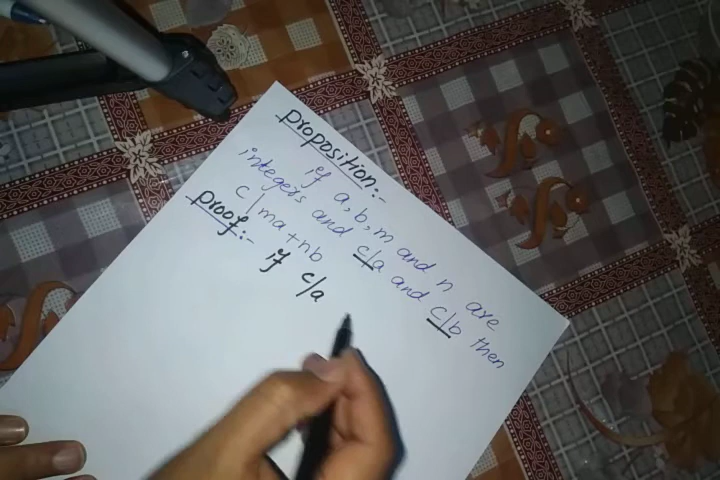 proposition:-
if a, b, m and n are
integers and c/a and c/b then
c | ma + nb
proof:-
if c/a